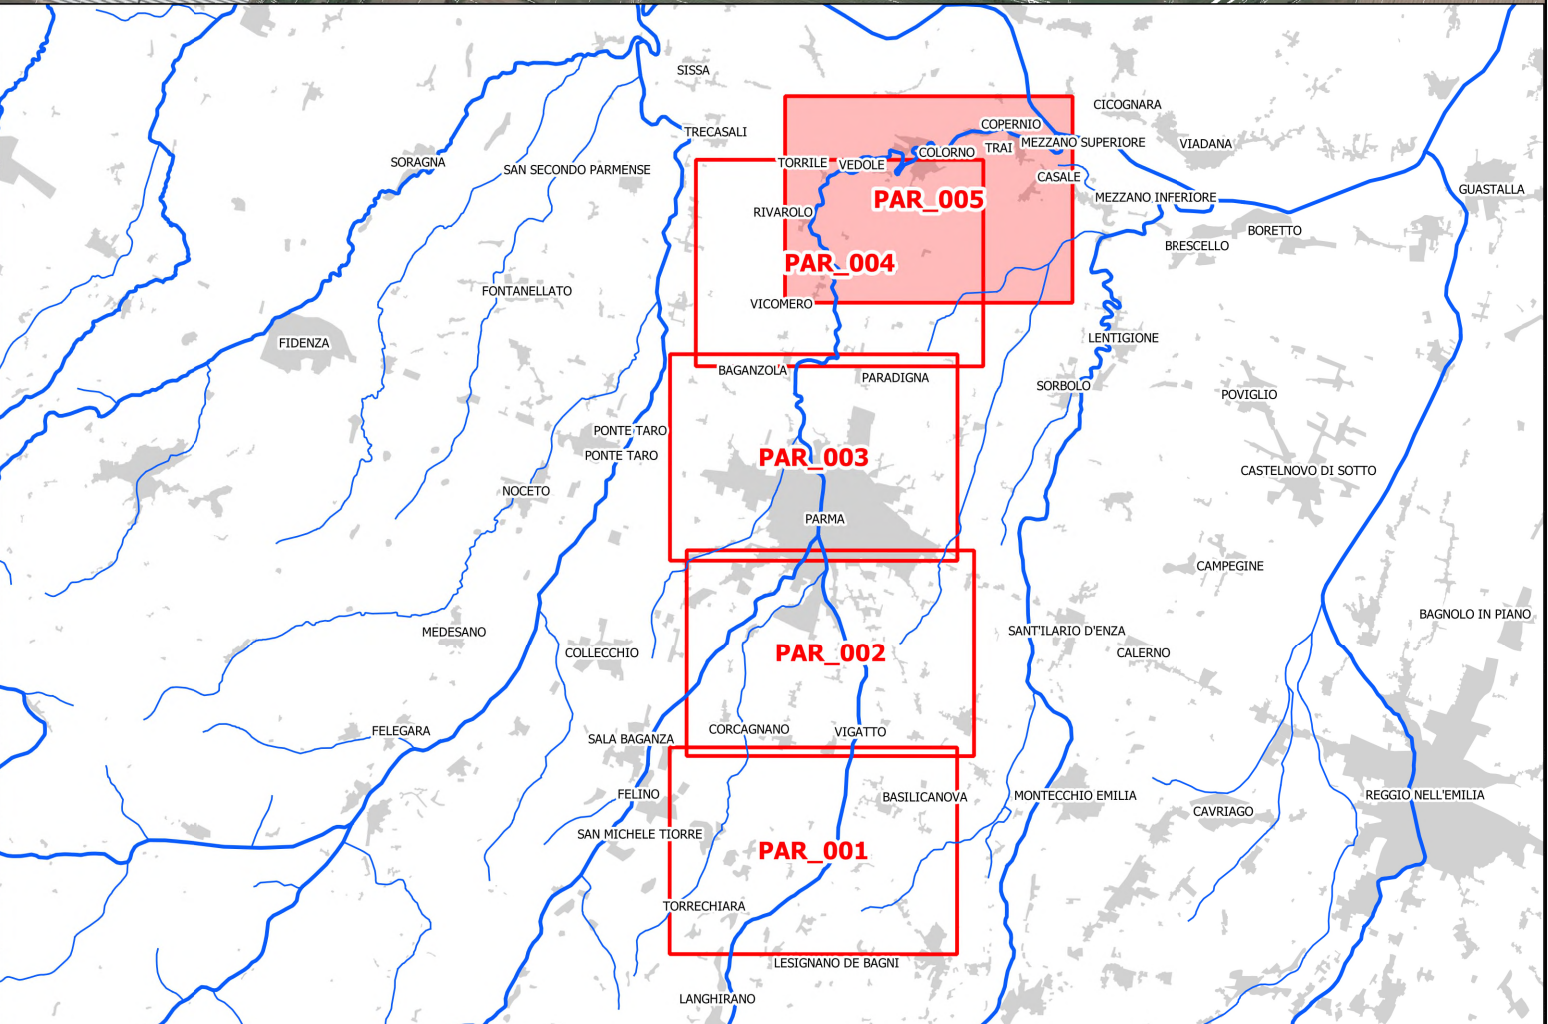 SISSA
CICOGNARA
COPERNIO
TRECASALI
MEZZANO SUPERIORE
VIADANA
TRAI
COLORNO
SORAGNA
TORRILE
VEDOLE
SAN SECONDO PARMENSE
CASALE
GUASTALLA
MEZZANO INFERIORE
PAR_005
RIVAROLO
BORETTO
BRESCELLO
PAR_004
FONTANELLATO
VICOMERO
LENTIGIONE
FIDENZA
BAGANZOLA
PARADIGNA
SORBOLO
POVIGLIO
PONTE TARO
PONTE TARO
PAR_003
CASTELNOVO DI SOTTO
NOCETO
PARMA
CAMPEGINE
BAGNOLO IN PIANO
MEDESANO
SANT'ILARIO D'ENZA
COLLECCHIO
PAR_002
CALERNO
FELEGARA
CORCAGNANO
VIGATTO
SALA BAGANZA
FELINO
BASILICANOVA
MONTECCHIO EMILIA
REGGIO NELL'EMILIA
CAVRIAGO
SAN MICHELE TIORRE
PAR_001
TORRECHIARA
LESIGNANO DE BAGNI
LANGHIRANO